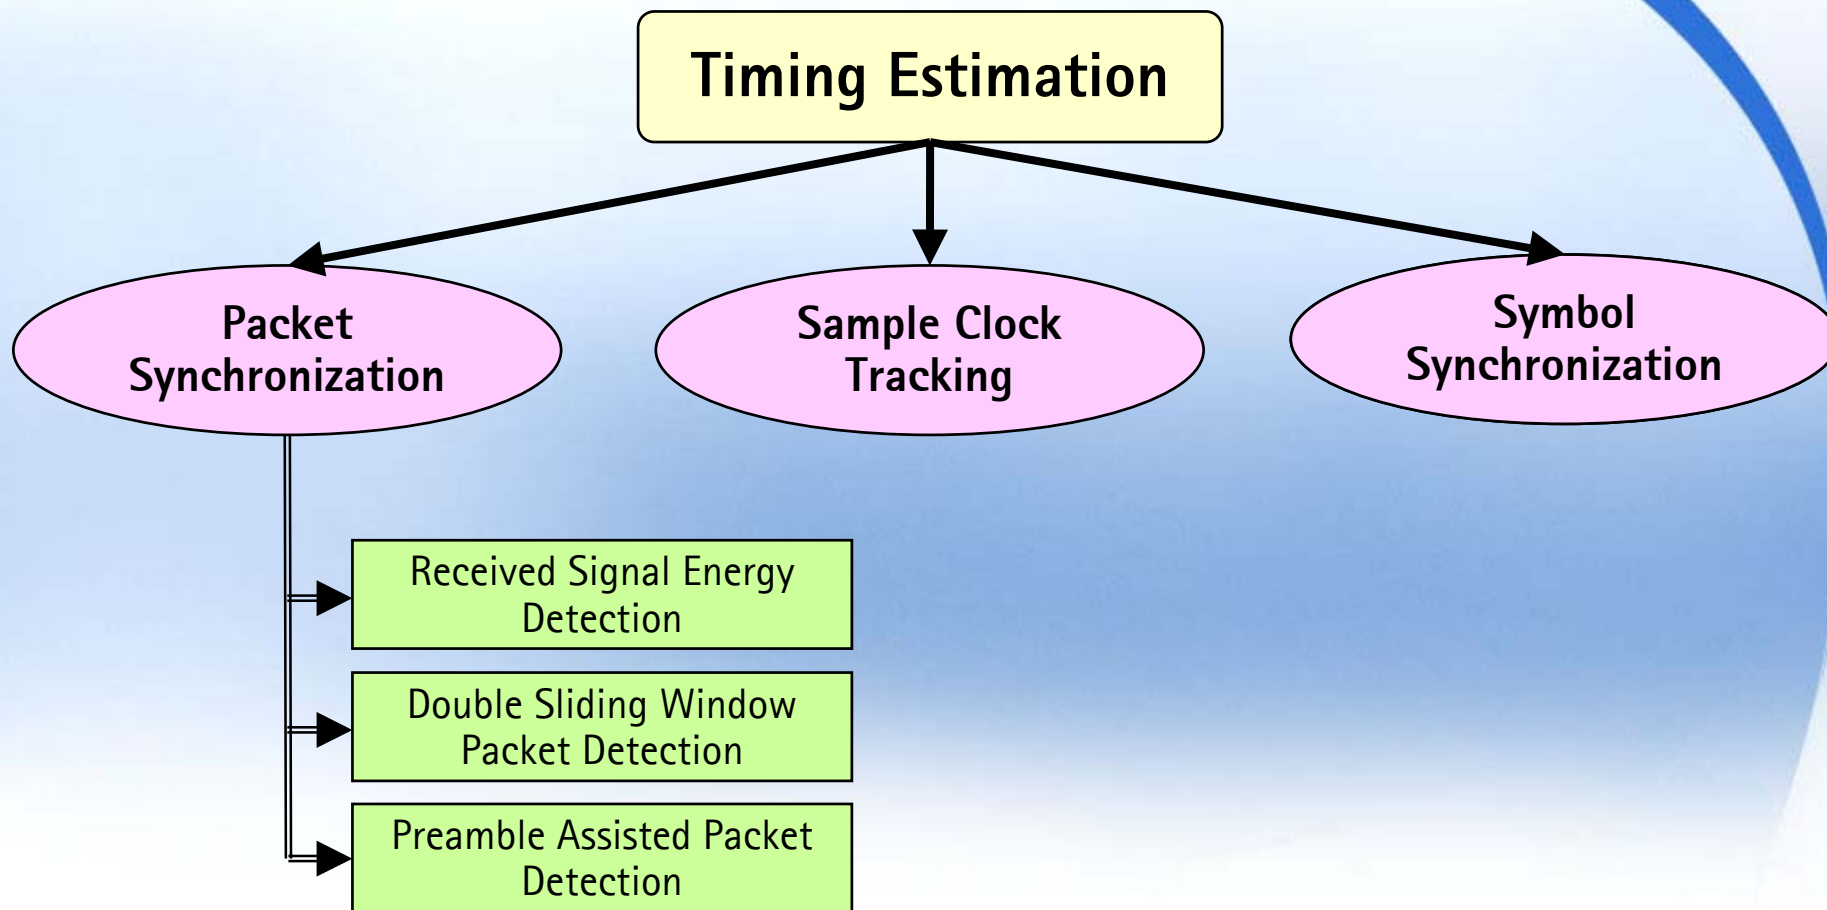 Timing Estimation
Packet
Synchronization
Sample Clock
Tracking
Symbol
Synchronization
Received Signal Energy
Detection
Double Sliding Window
Packet Detection
Preamble Assisted Packet
Detection